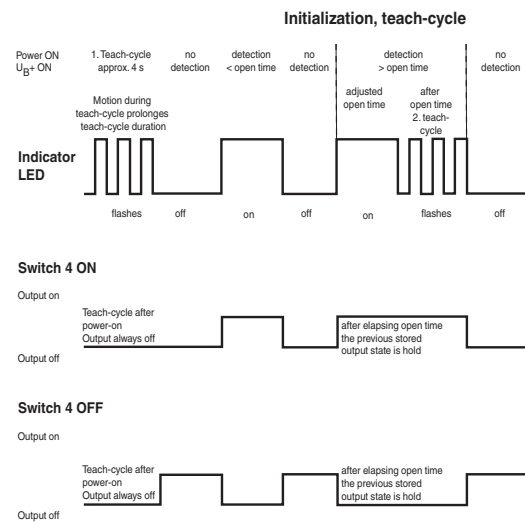 Initialization, teach-cycle
Power ON
UB+ ON
1. Teach-cycle
approx. 4 s
no
detection
detection
< open time
no
detection
detection
> open time
no
detection
Motion during
teach-cycle prolonges
teach-cycle duration
adjusted
open time
after
open time
2. teach-
cycle
Indicator
LED
flashes
off
on
off
on
flashes
off
Switch 4 ON
Output on
Teach-cycle after
power-on
Output always off
after elapsing open time
the previous stored
output state is hold
Output off
Switch 4 OFF
Output on
Teach-cycle after
power-on
Output always off
after elapsing open time
the previous stored
output state is hold
Output off